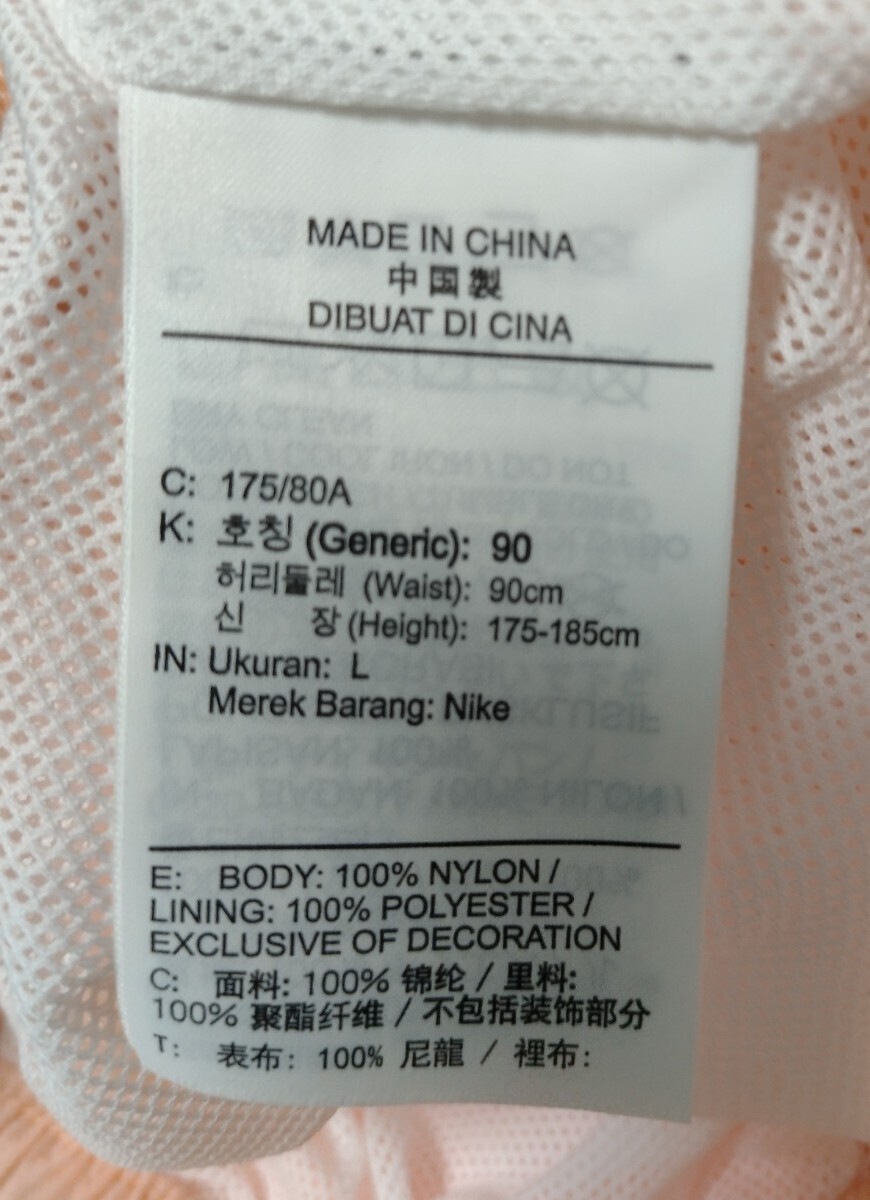 MADE IN CHINA
中国製
DIBUAT DI CINA
C: 175/80A
K: 호칭 (Generic): 90
허리둘레 (Waist): 90cm
신 장 (Height): 175-185cm
IN: Ukuran: L
Merek Barang: Nike
E: BODY: 100% NYLON /
LINING: 100% POLYESTER /
EXCLUSIVE OF DECORATION
C: 面料: 100% 锦纶 / 里料:
100% 聚酯纤维 / 不包括装饰部分
T: 表布: 100% 尼龍 / 裡布: